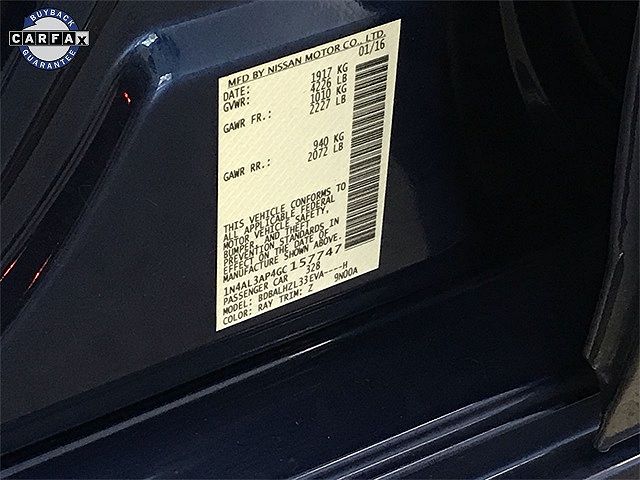 BUYBACK
CARFAX
GUARANTEE
MFD BY NISSAN MOTOR CO., LTD.
DATE: 01/16
GVWR: 1917 KG
4226 LB
GAWR FR.: 1010 KG
2227 LB
GAWR RR.: 940 KG
2072 LB
THIS VEHICLE CONFORMS TO
ALL APPLICABLE FEDERAL
MOTOR VEHICLE SAFETY,
BUMPER, AND THEFT
PREVENTION STANDARDS IN
EFFECT ON THE DATE OF
MANUFACTURE SHOWN ABOVE.
1N4AL3AP4GC157747
PASSENGER CAR 328
MODEL: BDBALHZL33EVA----H
COLOR: RAY TRIM: Z 9N00A